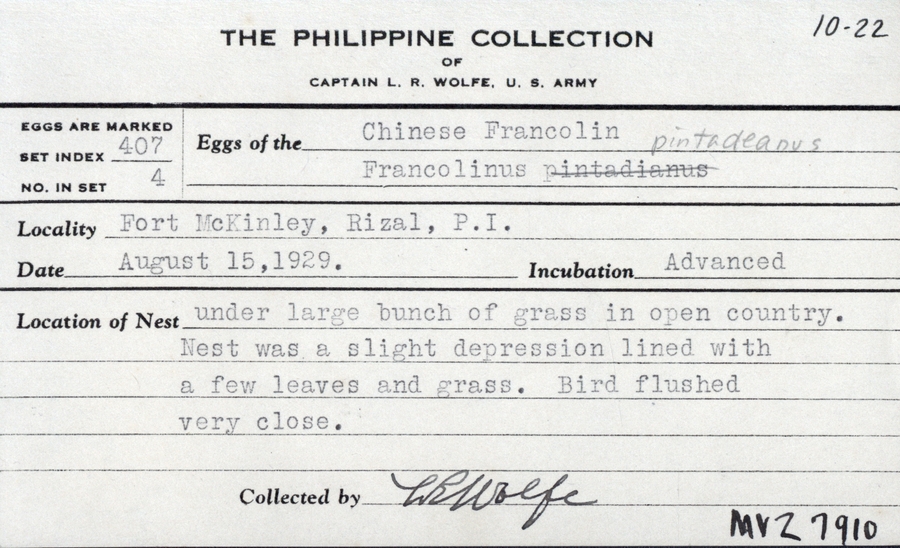 10-22
THE PHILIPPINE COLLECTION
OF
CAPTAIN L. R. WOLFE, U. S. ARMY
EGGS ARE MARKED
SET INDEX 407
NO. IN SET 4
Eggs of the Chinese Francolin
pintadeanus
Francolinus pintadianus
Locality Fort McKinley, Rizal, P.I.
Date August 15,1929. Incubation Advanced
Location of Nest under large bunch of grass in open country.
Nest was a slight depression lined with
a few leaves and grass. Bird flushed
very close.
Collected by LRWolfe
MVZ 7910